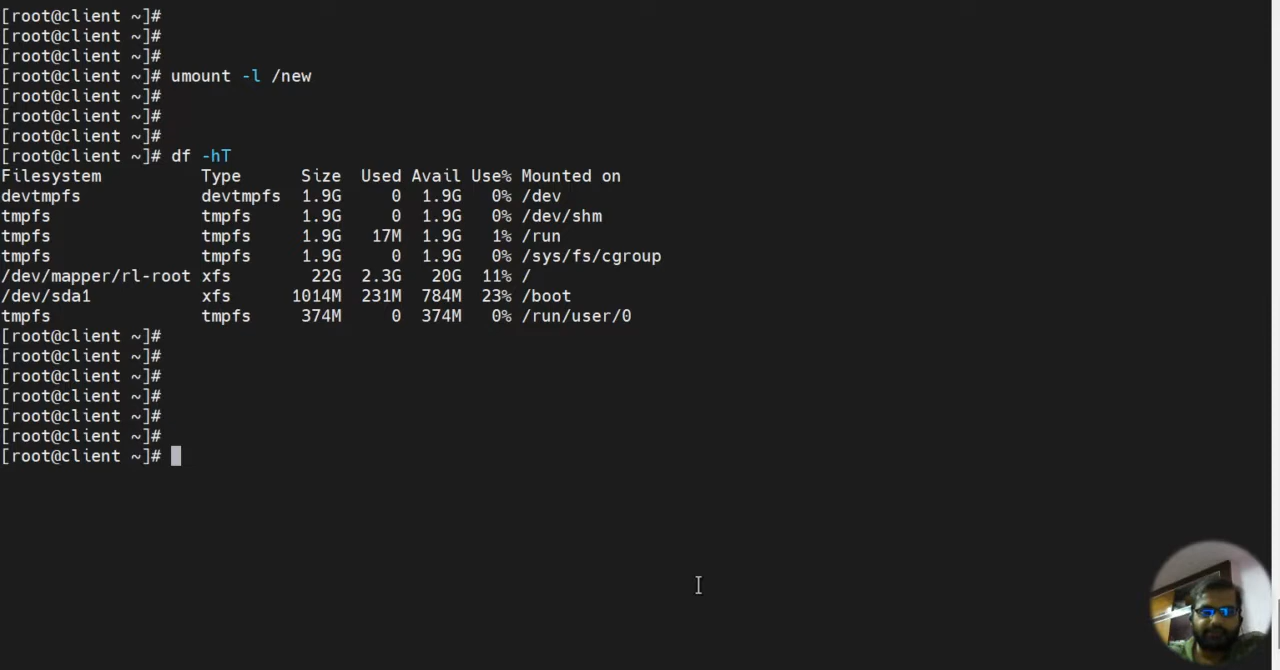 [root@client ~]#
[root@client ~]#
[root@client ~]#
[root@client ~]# umount -l /new
[root@client ~]#
[root@client ~]#
[root@client ~]#
[root@client ~]# df -hT
Filesystem Type Size Used Avail Use% Mounted on
devtmpfs devtmpfs 1.9G 0 1.9G 0% /dev
tmpfs tmpfs 1.9G 0 1.9G 0% /dev/shm
tmpfs tmpfs 1.9G 17M 1.9G 1% /run
tmpfs tmpfs 1.9G 0 1.9G 0% /sys/fs/cgroup
/dev/mapper/rl-root xfs 22G 2.3G 20G 11% /
/dev/sda1 xfs 1014M 231M 784M 23% /boot
tmpfs tmpfs 374M 0 374M 0% /run/user/0
[root@client ~]#
[root@client ~]#
[root@client ~]#
[root@client ~]#
[root@client ~]#
[root@client ~]#
[root@client ~]#